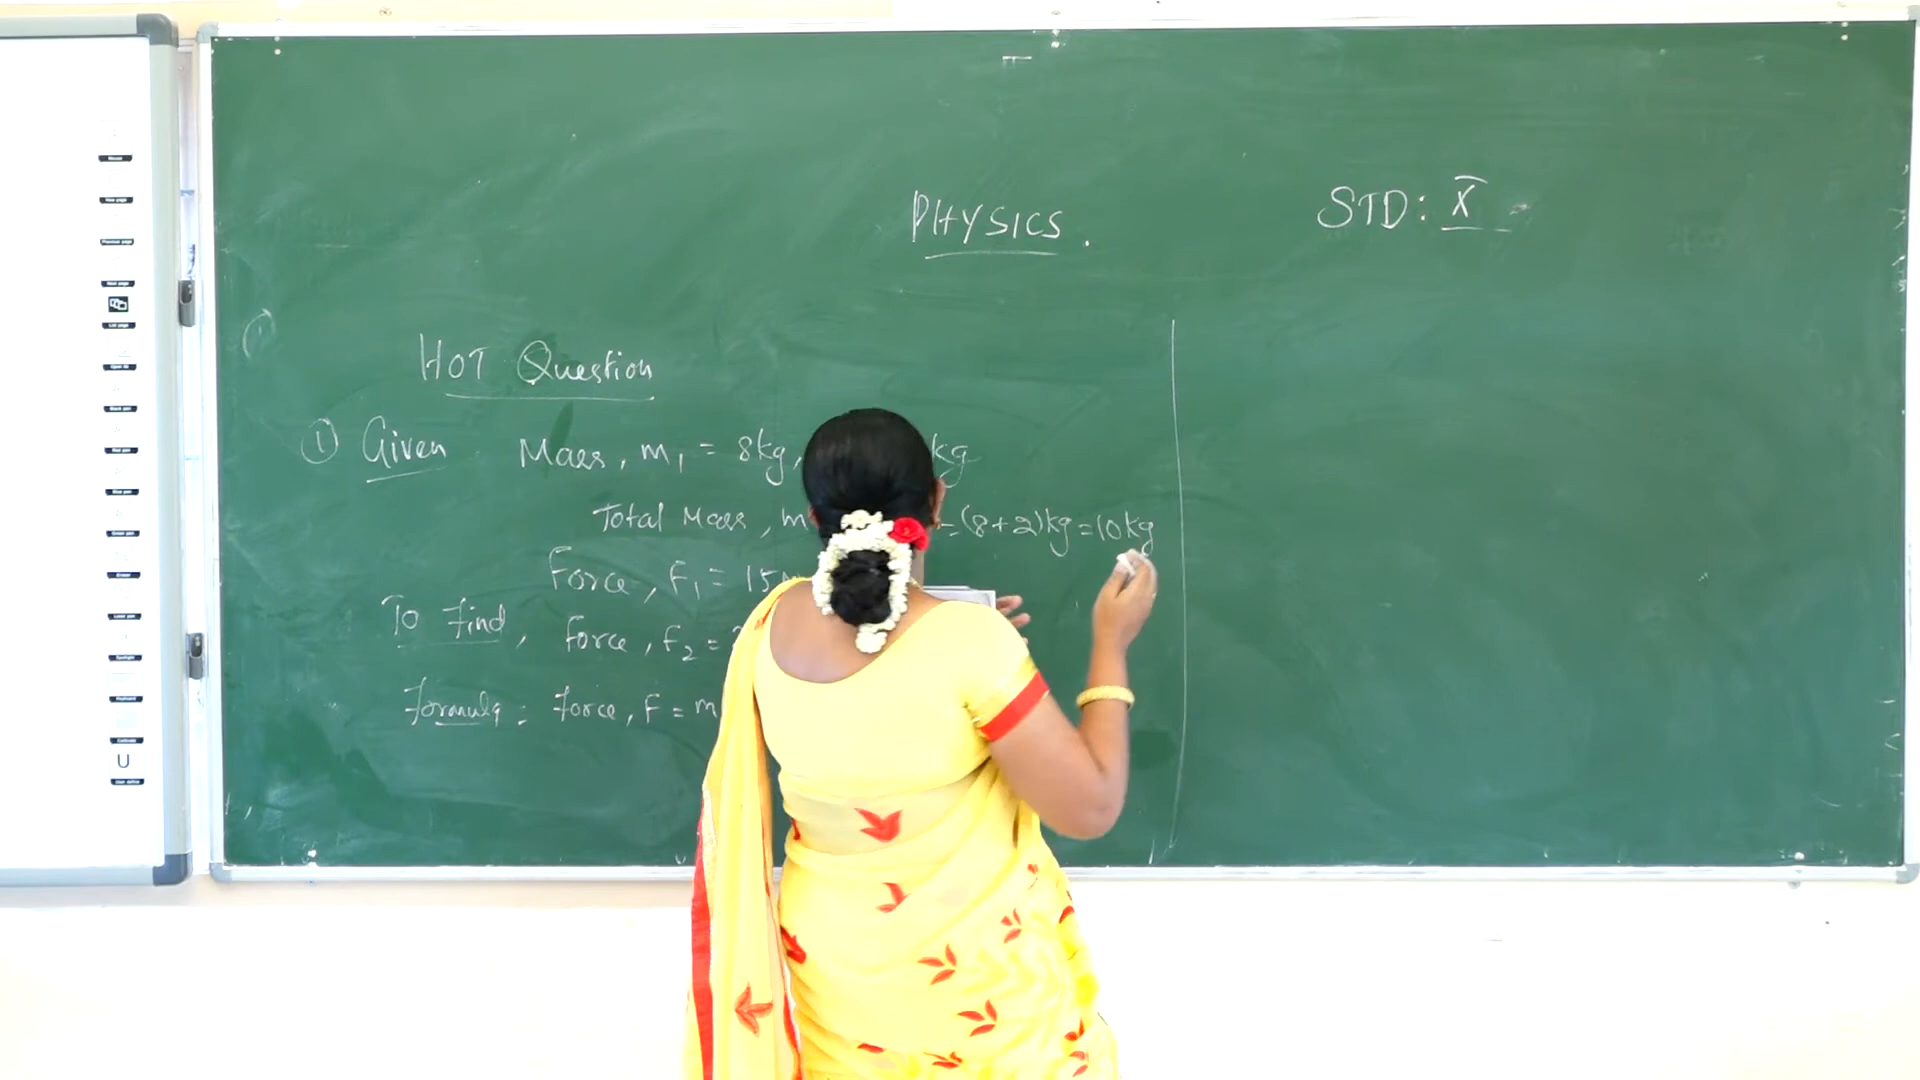 PHYSICS.
STD: X
HOT Question
① Given Mass, m₁ = 8kg, kg
Total Mass, m =(8+2)kg=10kg
Force, F₁ = 15N
To Find, Force, F₂ =
Formula: Force, F = m